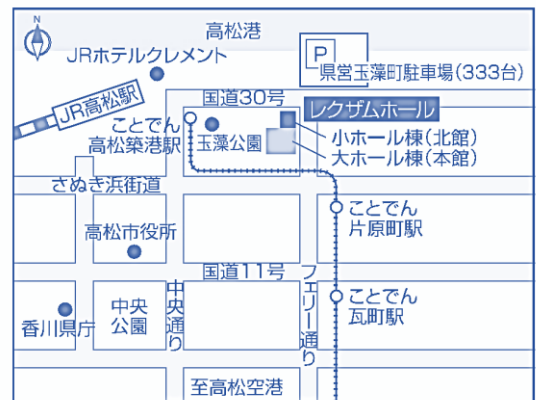 N
高松港
JRホテルクレメント
P
県営玉藻町駐車場(333台)
JR高松駅
国道30号
レクザムホール
ことでん
高松築港駅
玉藻公園
小ホール棟(北館)
大ホール棟(本館)
さぬき浜街道
ことでん
片原町駅
高松市役所
国道11号
中央通り
フェリー通り
ことでん
瓦町駅
中央
公園
香川県庁
至高松空港